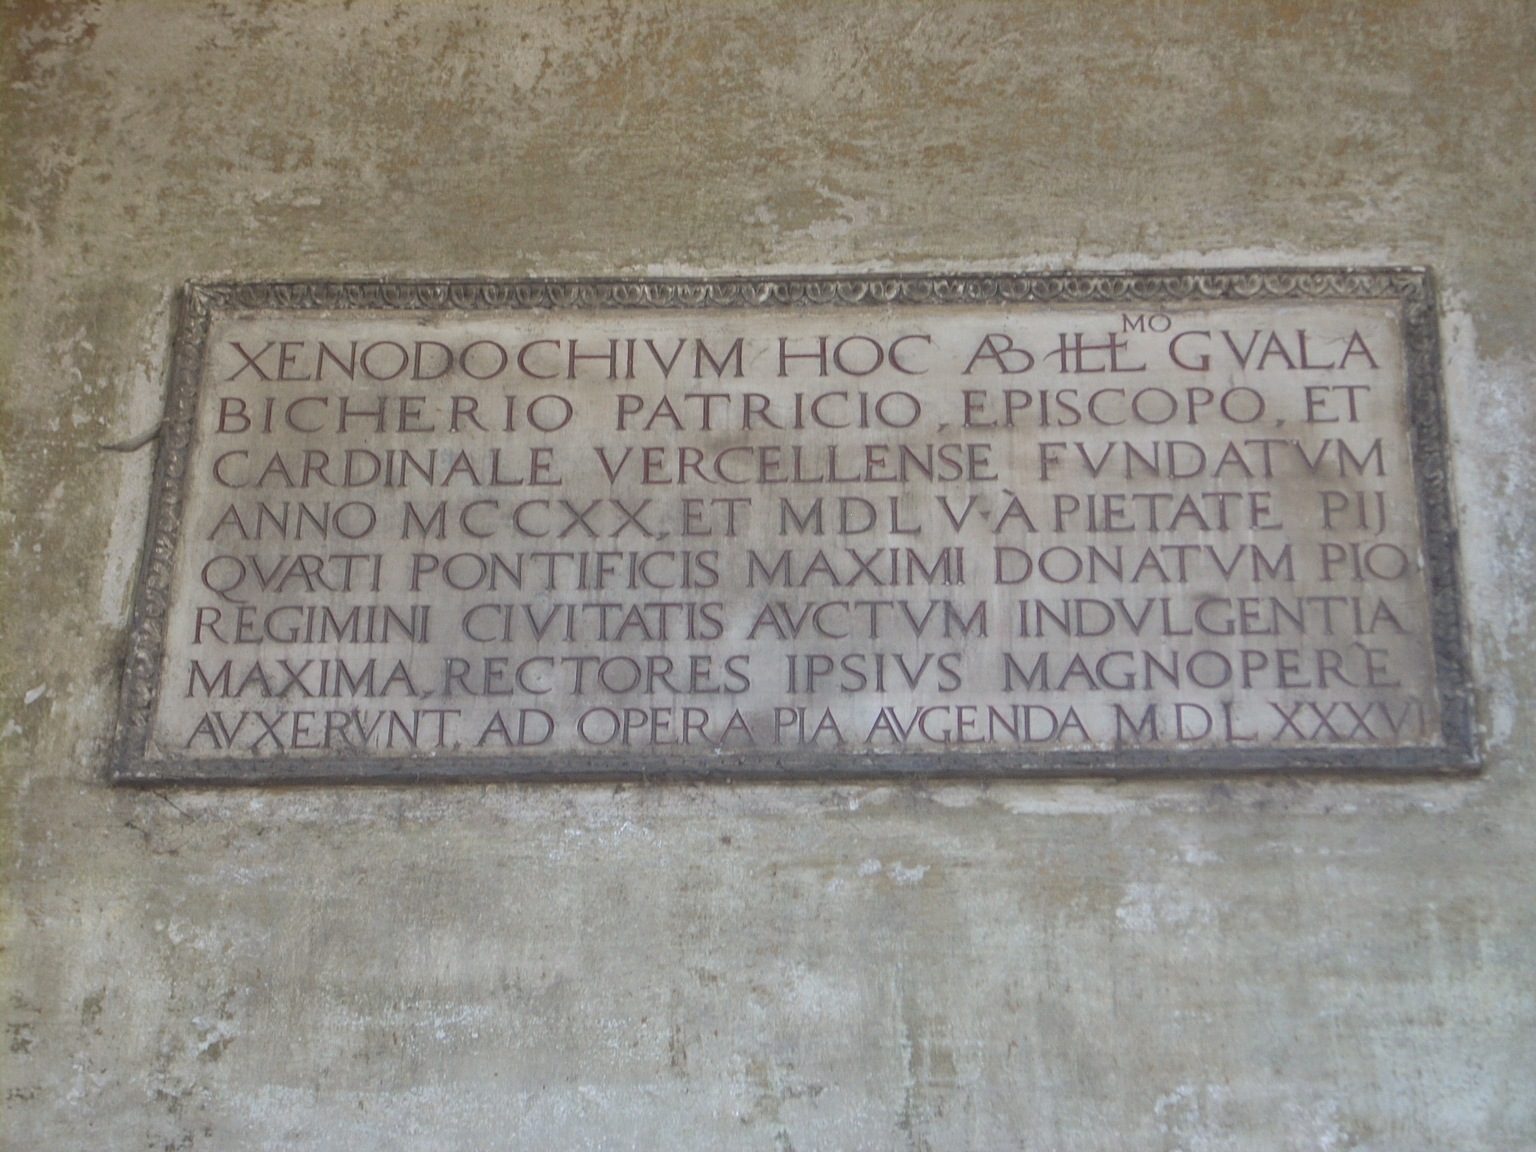 XENODOCHIVM HOC AB ILL^MO GVALA
BICHERIO PATRICIO, EPISCOPO, ET
CARDINALE VERCELLENSE FVNDATVM
ANNO MCCXX, ET MDLV·À PIETATE PIJ
QVARTI PONTIFICIS MAXIMI DONATVM PIO
REGIMINI CIVITATIS AVCTVM INDVLGENTIA
MAXIMA, RECTORES IPSIVS MAGNOPERÈ
AVXERVNT AD OPERA PIA AVGENDA MDLXXXVI